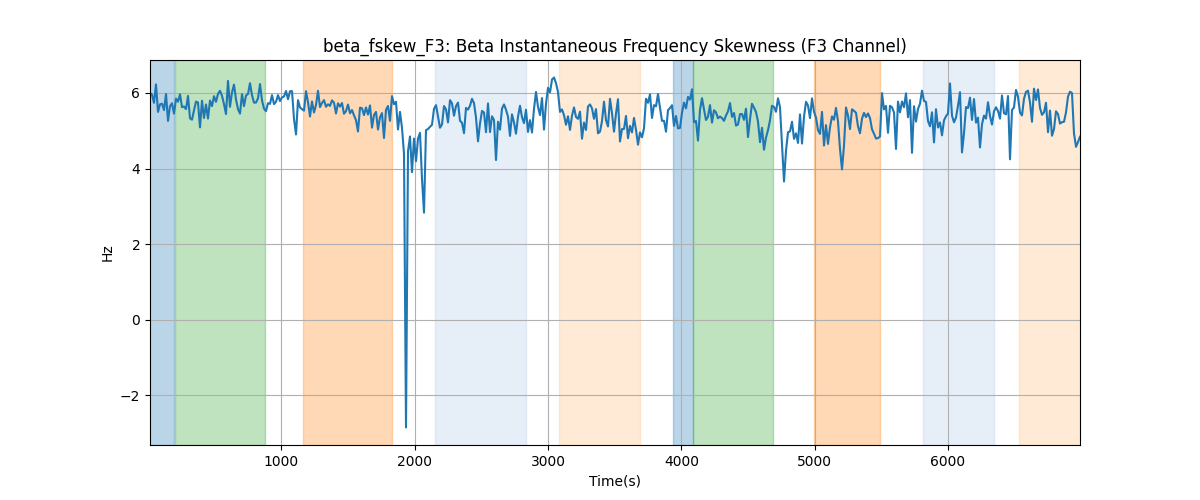 beta_fskew_F3: Beta Instantaneous Frequency Skewness (F3 Channel)
6
4
2
0
−2
Hz
1000 2000 3000 4000 5000 6000
Time(s)